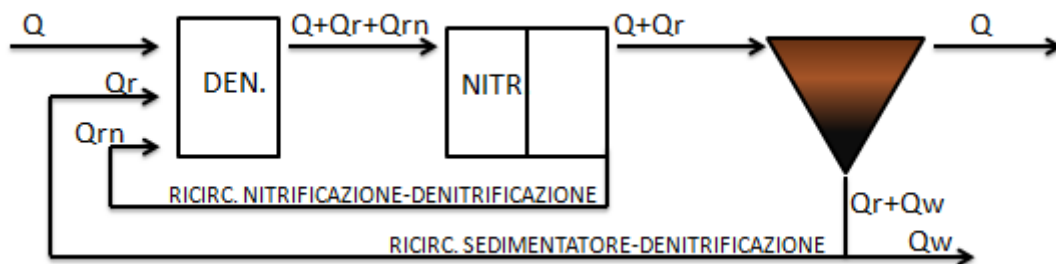 Q
Q+Qr+Qrn
Q+Qr
Q
Qr
DEN.
NITR
Qrn
RICIRC. NITRIFICAZIONE-DENITRIFICAZIONE
Qr+Qw
RICIRC. SEDIMENTATORE-DENITRIFICAZIONE
Qw